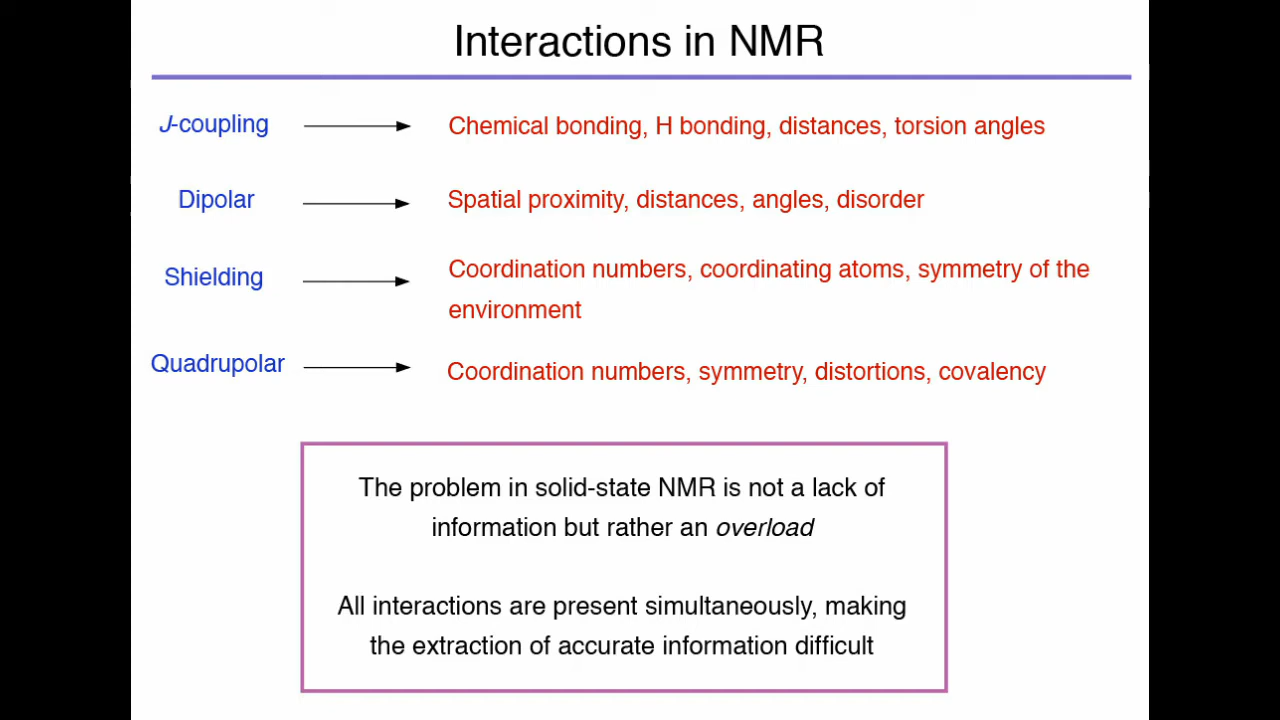 Interactions in NMR
J-coupling
Chemical bonding, H bonding, distances, torsion angles
Dipolar
Spatial proximity, distances, angles, disorder
Shielding
Coordination numbers, coordinating atoms, symmetry of the
environment
Quadrupolar
Coordination numbers, symmetry, distortions, covalency
The problem in solid-state NMR is not a lack of
information but rather an overload
All interactions are present simultaneously, making
the extraction of accurate information difficult